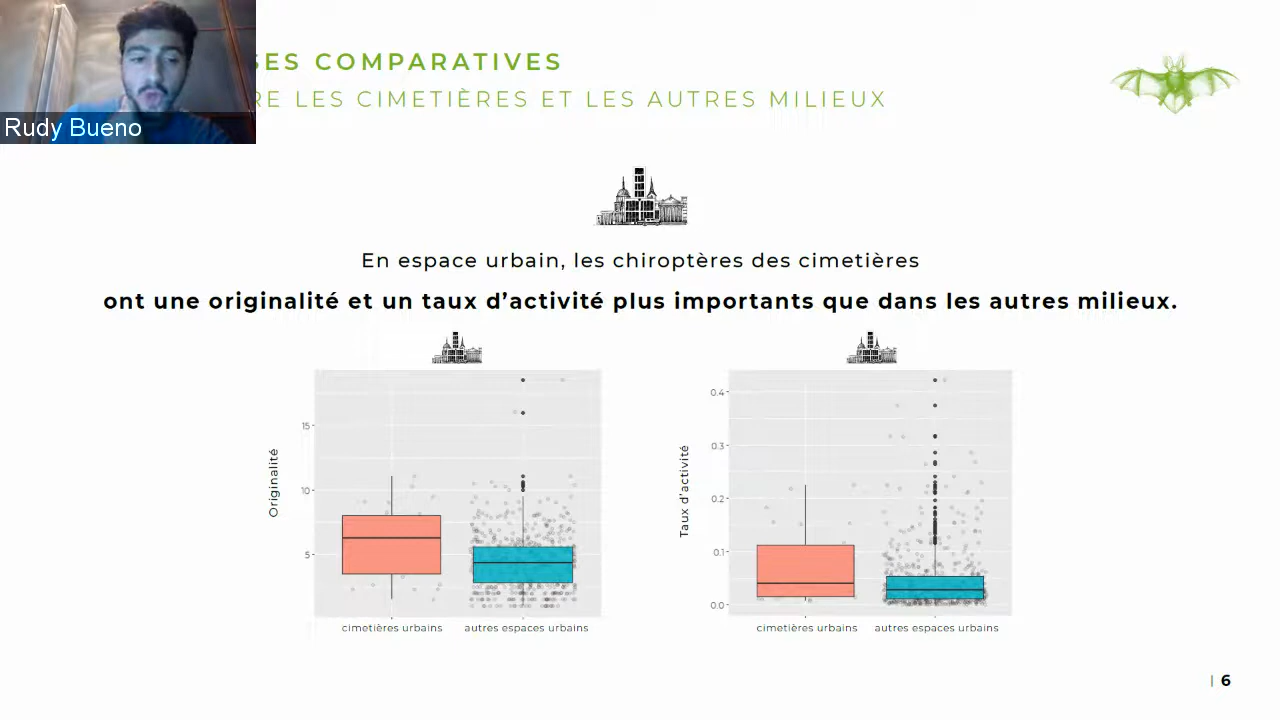 SES COMPARATIVES
RE LES CIMETIÈRES ET LES AUTRES MILIEUX
Rudy Bueno
En espace urbain, les chiroptères des cimetières
ont une originalité et un taux d’activité plus importants que dans les autres milieux.
Originalité
15
10
5
cimetières urbains
autres espaces urbains
Taux d’activité
0.4
0.3
0.2
0.1
0.0
cimetières urbains
autres espaces urbains
| 6